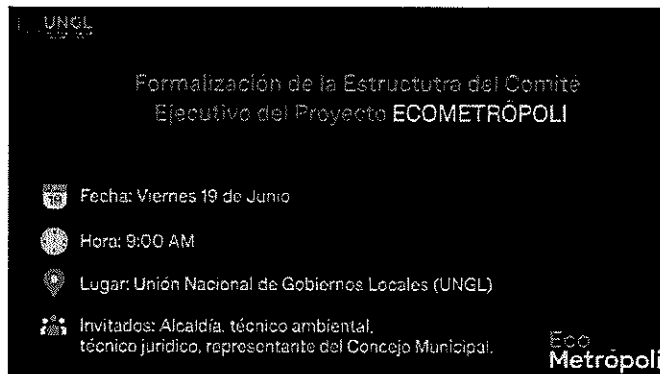 UNGL
Formalización de la Estructutra del Comité
Ejecutivo del Proyecto ECOMETRÓPOLI
19
Fecha: Viernes 19 de Junio
Hora: 9:00 AM
Lugar: Unión Nacional de Gobiernos Locales (UNGL)
Invitados: Alcaldía, técnico ambiental,
técnico jurídico, representante del Concejo Municipal.
Eco
Metrópoli